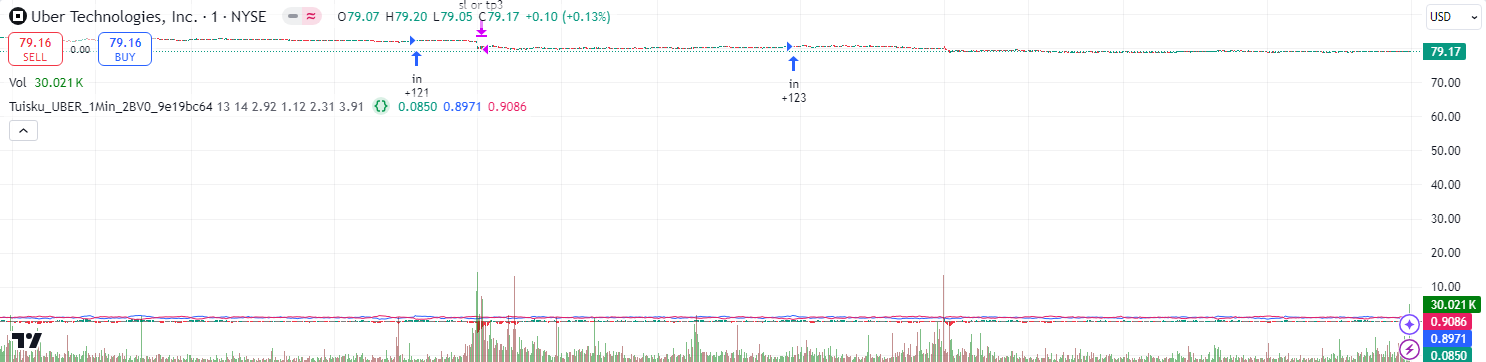 Uber Technologies, Inc. · 1 · NYSE O79.07 H79.20 L79.05 C79.17 +0.10 (+0.13%)
sl or tp3
USD
79.16
SELL
0.00
79.16
BUY
79.17
Vol 30.021 K
Tuisku_UBER_1Min_2BV0_9e19bc64 13 14 2.92 1.12 2.31 3.91 {} 0.0850 0.8971 0.9086
in
+121
in
+123
70.00
60.00
50.00
40.00
30.00
20.00
10.00
30.021 K
0.9086
0.8971
0.0850